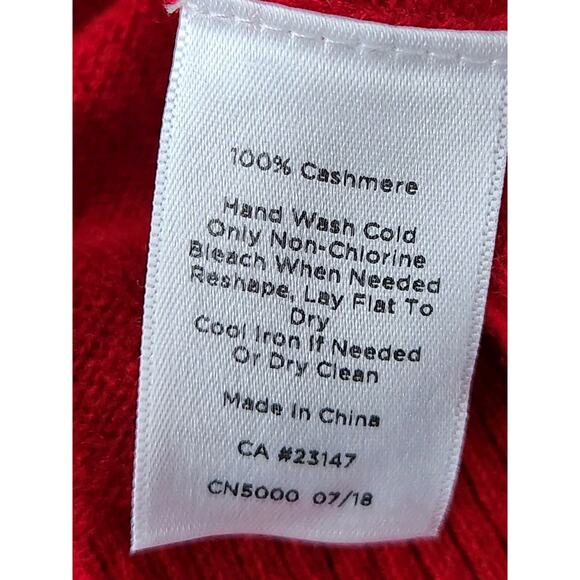 100% Cashmere
Hand Wash Cold
Only Non-Chlorine
Bleach When Needed
Reshape, Lay Flat To
Dry
Cool Iron If Needed
Or Dry Clean
Made In China
CA #23147
CN5000 07/18